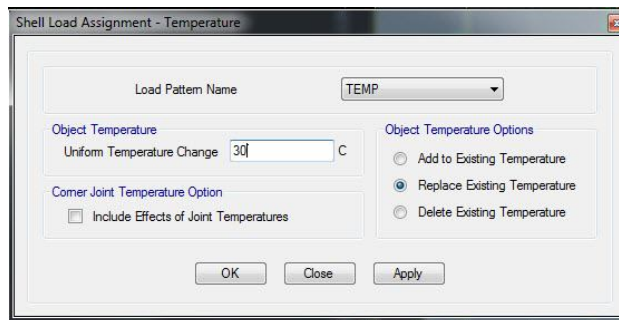 Shell Load Assignment - Temperature
Load Pattern Name TEMP
Object Temperature
Uniform Temperature Change 30 C
Corner Joint Temperature Option
Include Effects of Joint Temperatures
Object Temperature Options
Add to Existing Temperature
Replace Existing Temperature
Delete Existing Temperature
OK Close Apply